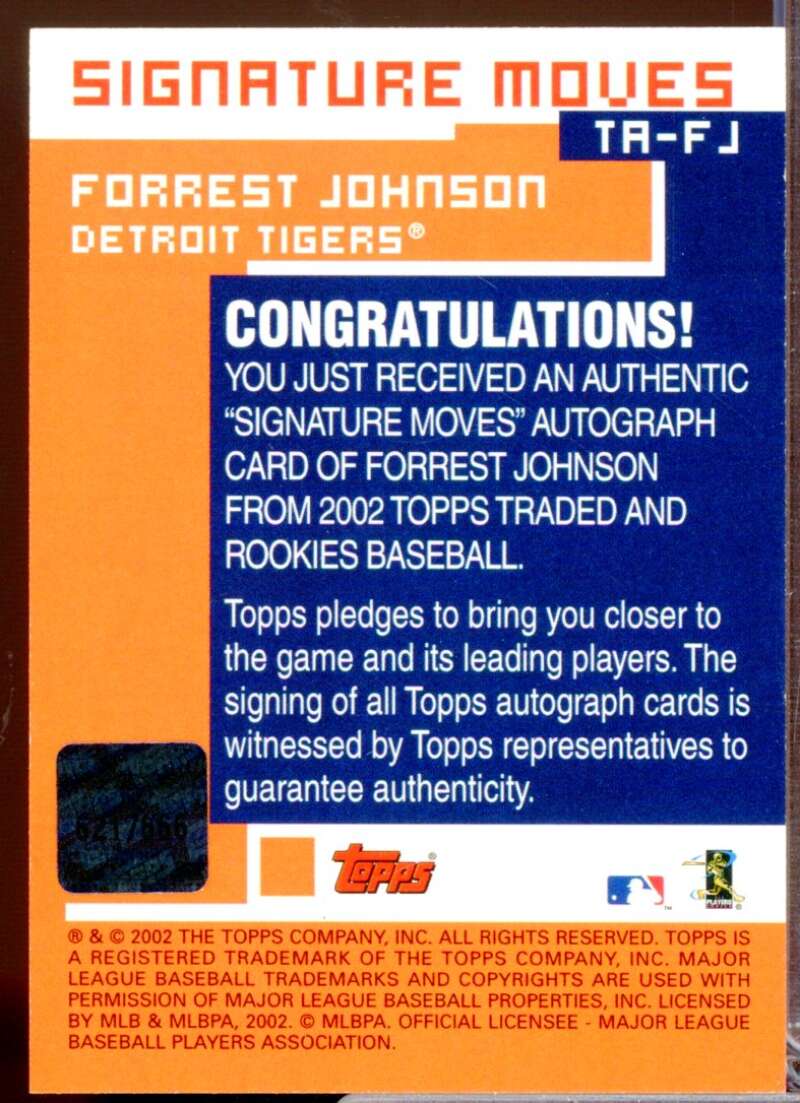 SIGNATURE MOVES
TA-FJ
FORREST JOHNSON
DETROIT TIGERS®
CONGRATULATIONS!
YOU JUST RECEIVED AN AUTHENTIC
“SIGNATURE MOVES” AUTOGRAPH
CARD OF FORREST JOHNSON
FROM 2002 TOPPS TRADED AND
ROOKIES BASEBALL.
Topps pledges to bring you closer to
the game and its leading players. The
signing of all Topps autograph cards is
witnessed by Topps representatives to
guarantee authenticity.
Topps®
® & © 2002 THE TOPPS COMPANY, INC. ALL RIGHTS RESERVED. TOPPS IS
A REGISTERED TRADEMARK OF THE TOPPS COMPANY, INC. MAJOR
LEAGUE BASEBALL TRADEMARKS AND COPYRIGHTS ARE USED WITH
PERMISSION OF MAJOR LEAGUE BASEBALL PROPERTIES, INC. LICENSED
BY MLB & MLBPA, 2002. © MLBPA. OFFICIAL LICENSEE - MAJOR LEAGUE
BASEBALL PLAYERS ASSOCIATION.